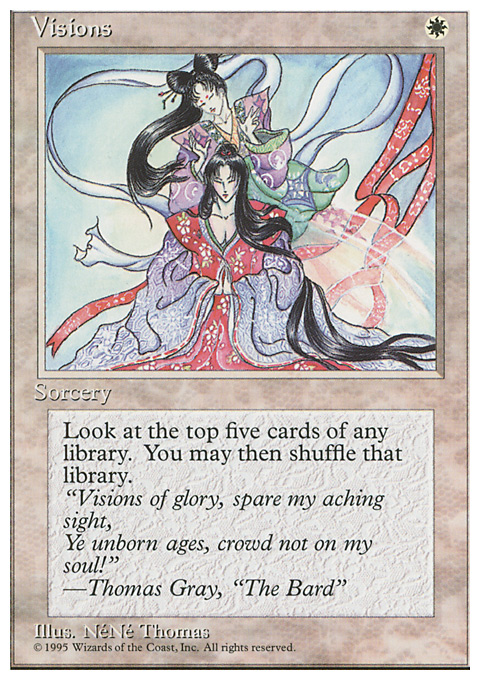 Visions
Sorcery
Look at the top five cards of any
library. You may then shuffle that
library.
“Visions of glory, spare my aching
sight,
Ye unborn ages, crowd not on my
soul!”
—Thomas Gray, “The Bard”
Illus. NéNé Thomas
© 1995 Wizards of the Coast, Inc. All rights reserved.